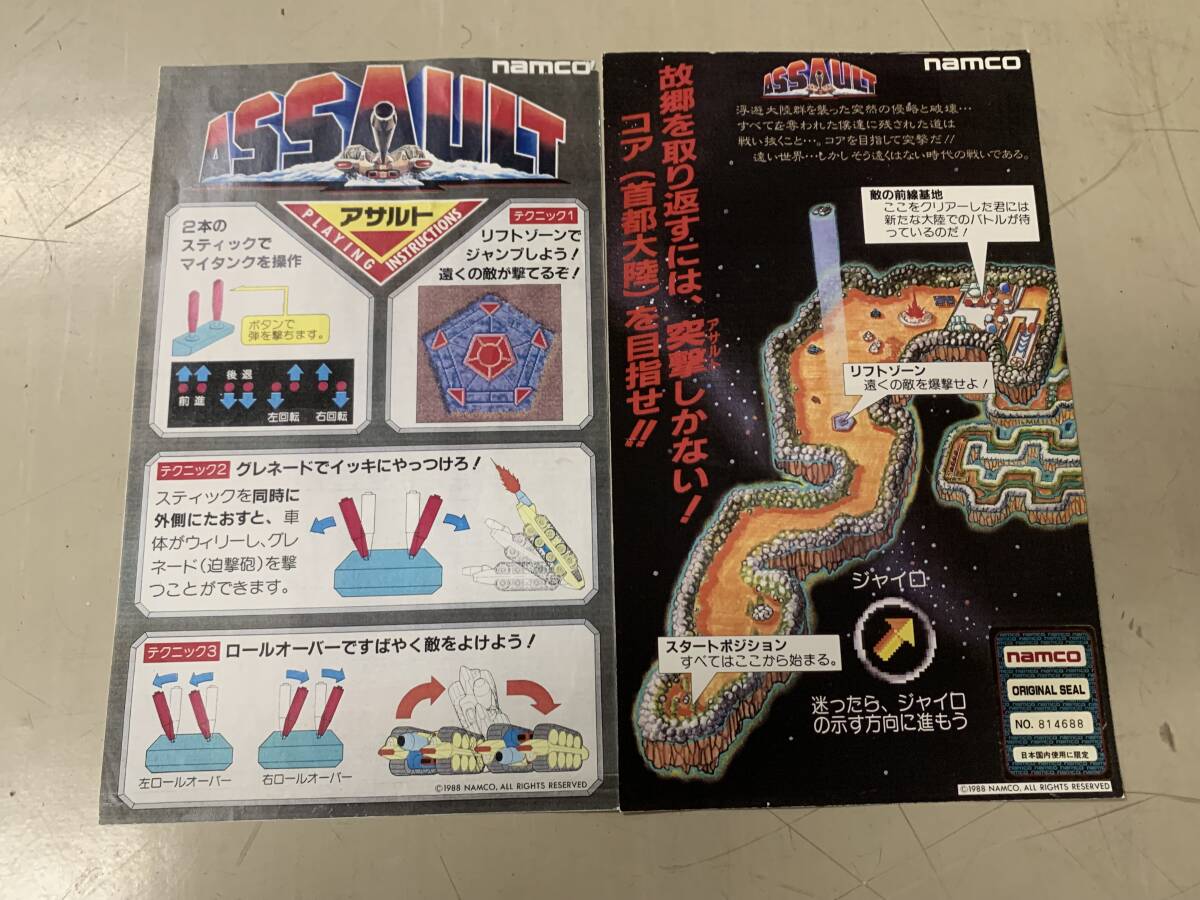 namco
ASSAULT
アサルト
PLAYING INSTRUCTIONS
2本の
スティックで
マイタンクを操作
ボタンで
弾を撃ちます。
前進
後退
左回転
右回転
テクニック1
リフトゾーンで
ジャンプしよう!
遠くの敵が撃てるぞ!
テクニック2 グレネードでイッキにやっつけろ!
スティックを同時に
外側にたおすと、車
体がウィリーし、グレ
ネード(迫撃砲)を撃
つことができます。
テクニック3 ロールオーバーですばやく敵をよけよう!
左ロールオーバー
右ロールオーバー
©1988 NAMCO, ALL RIGHTS RESERVED
namco
ASSAULT
浮遊大陸群を襲った突然の侵略と破壊…
すべてを奪われた僕達に残された道は
戦い抜くこと…。コアを目指して突撃だ!!
遠い世界…しかしそう遠くはない時代の戦いである。
故郷を取り返すには、突撃しかない!
アサルト
コア(首都大陸)を目指せ!!
敵の前線基地
ここをクリアーした君には
新たな大陸でのバトルが待
っているのだ!
リフトゾーン
遠くの敵を爆撃せよ!
スタートポジション
すべてはここから始まる。
ジャイロ
迷ったら、ジャイロ
の示す方向に進もう
namco
ORIGINAL SEAL
NO. 814688
日本国内使用に限定
©1988 NAMCO, ALL RIGHTS RESERVED